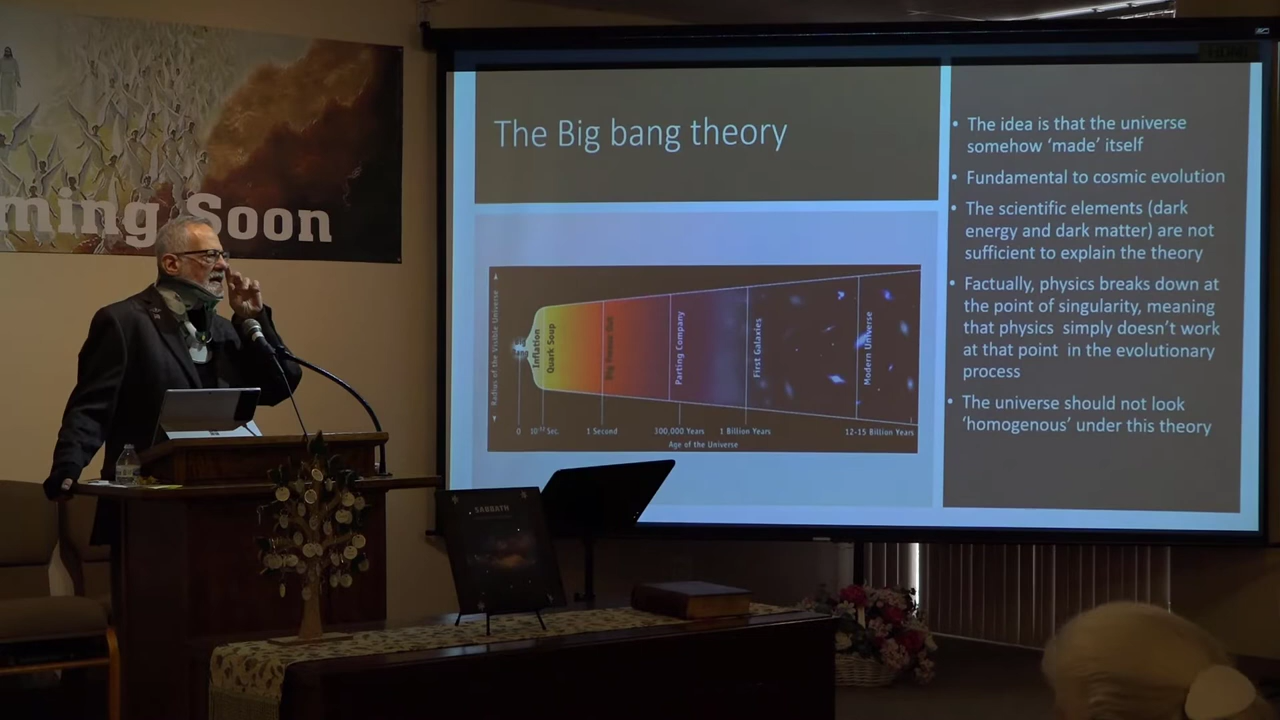 ming Soon
The Big bang theory
• The idea is that the universe
somehow ‘made’ itself
• Fundamental to cosmic evolution
• The scientific elements (dark
energy and dark matter) are not
sufficient to explain the theory
• Factually, physics breaks down at
the point of singularity, meaning
that physics simply doesn’t work
at that point in the evolutionary
process
• The universe should not look
‘homogenous’ under this theory
Radius of the Visible Universe
Inflation
Quark Soup
Parting Company
First Galaxies
Modern Universe
0
1 Second
300,000 Years
1 Billion Years
12-15 Billion Years
Age of the Universe
SABBATH